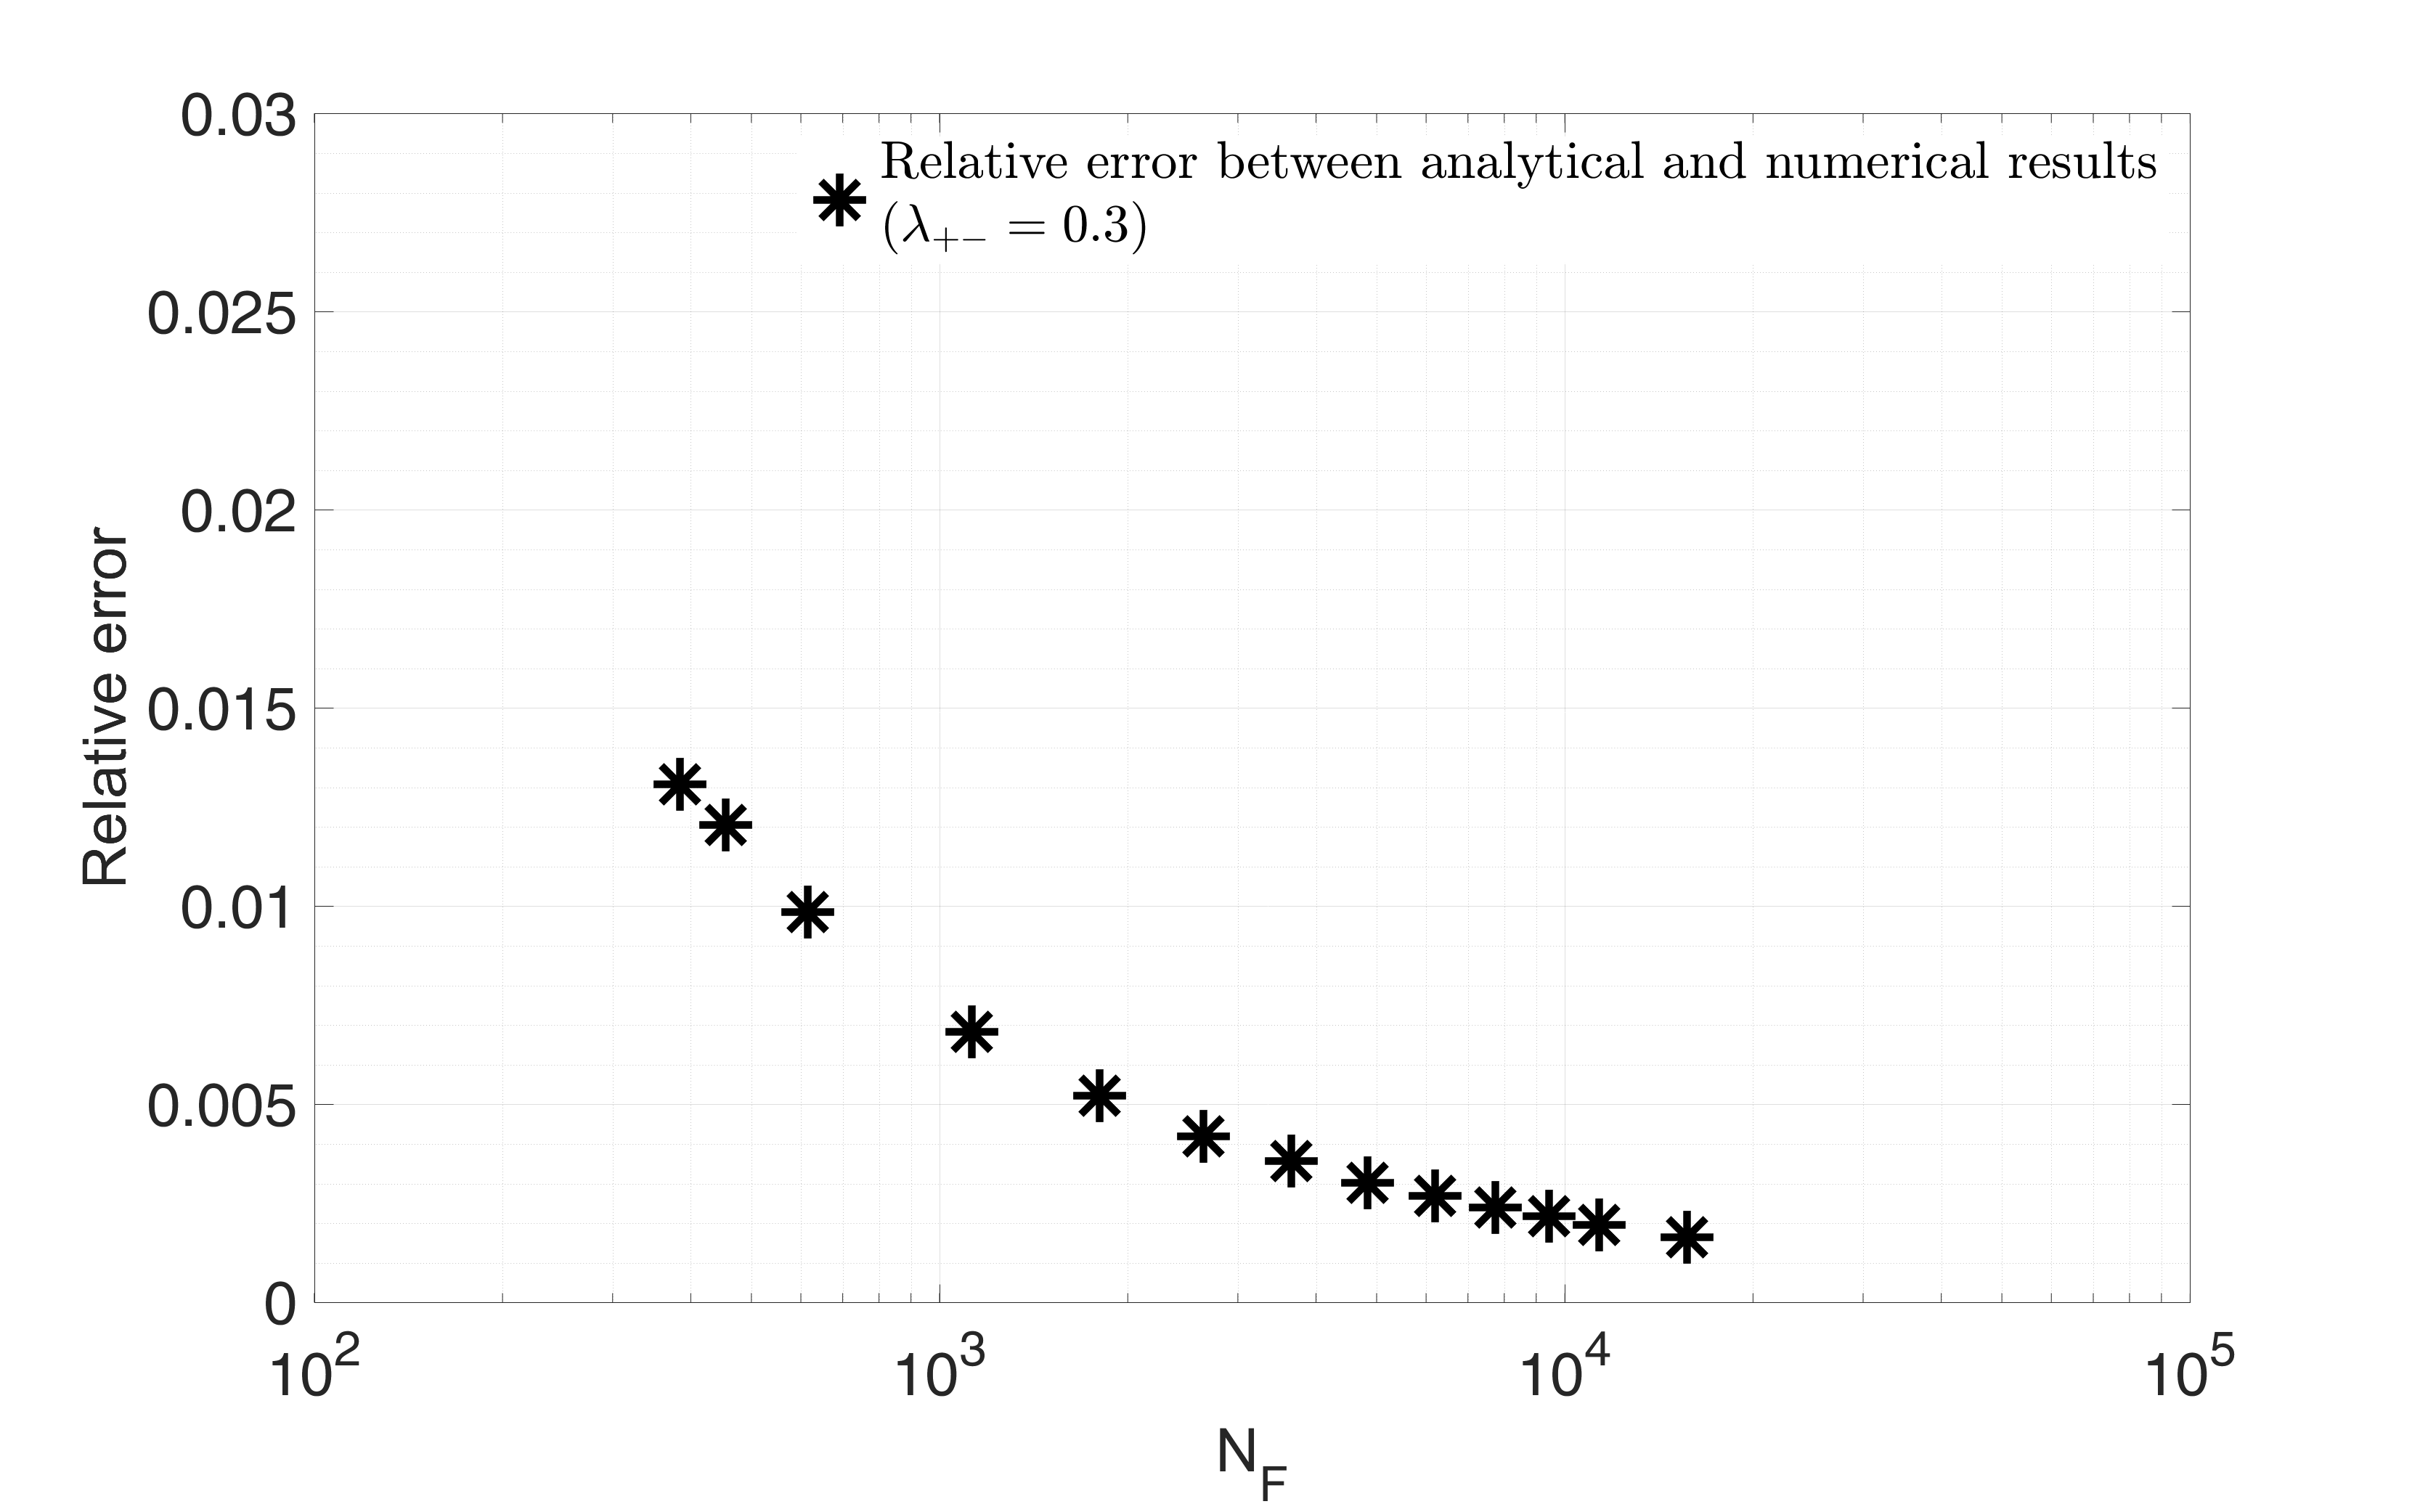 0.03
Relative error between analytical and numerical results
(λ₊₋ = 0.3)
0.025
0.02
0.015
0.01
0.005
0
Relative error
10² 10³ 10⁴ 10⁵
N_F